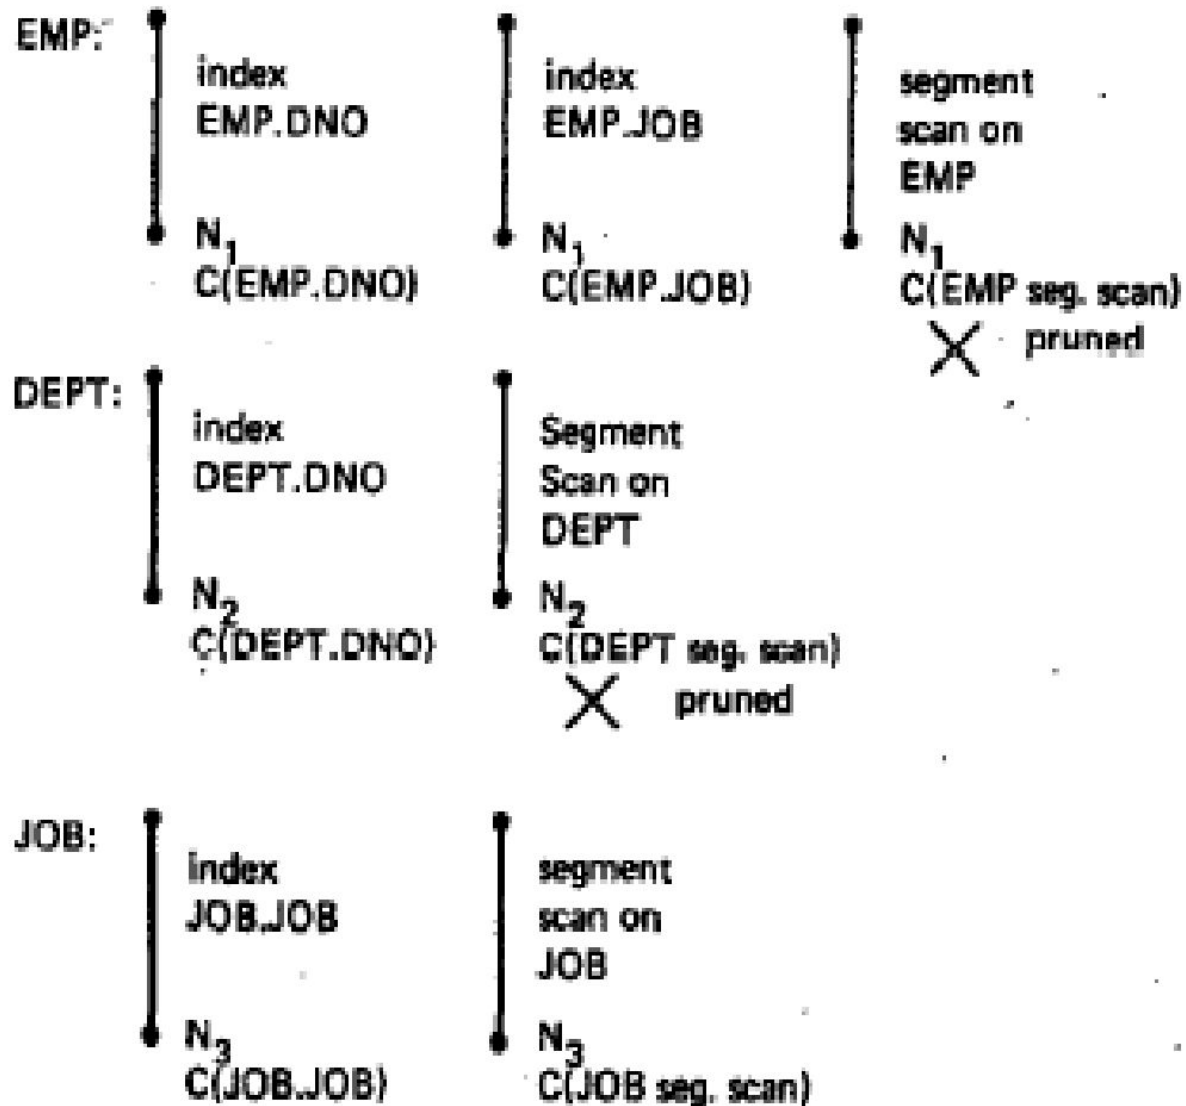 EMP:
index
EMP.DNO
N1
C(EMP.DNO)
index
EMP.JOB
N1
C(EMP.JOB)
segment
scan on
EMP
N1
C(EMP seg. scan)
pruned
DEPT:
index
DEPT.DNO
N2
C(DEPT.DNO)
Segment
Scan on
DEPT
N2
C(DEPT seg. scan)
pruned
JOB:
index
JOB.JOB
N3
C(JOB.JOB)
segment
scan on
JOB
N3
C(JOB seg. scan)